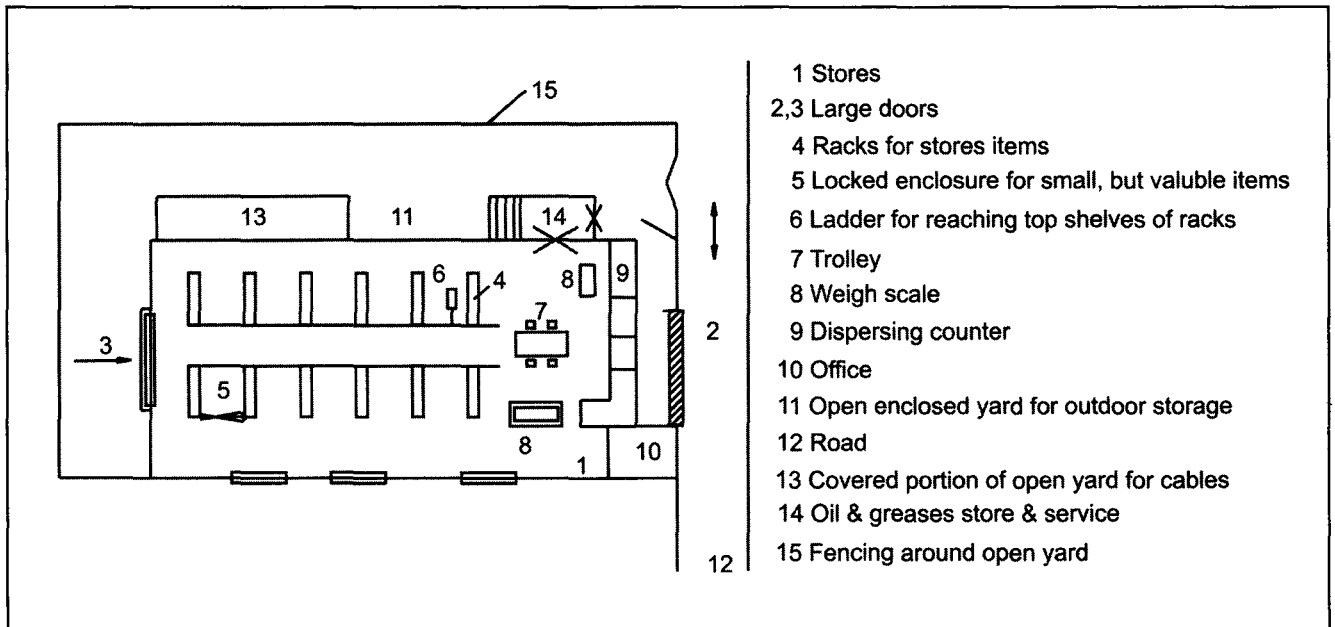 15
13
11
14
6
4
8
9
7
2
3
5
8
10
1
12
1 Stores
2,3 Large doors
4 Racks for stores items
5 Locked enclosure for small, but valuble items
6 Ladder for reaching top shelves of racks
7 Trolley
8 Weigh scale
9 Dispersing counter
10 Office
11 Open enclosed yard for outdoor storage
12 Road
13 Covered portion of open yard for cables
14 Oil & greases store & service
15 Fencing around open yard